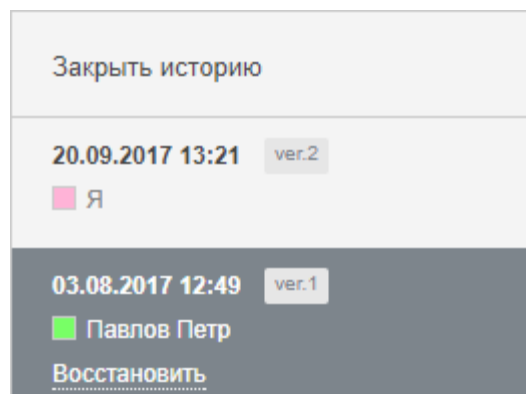 Закрыть историю
20.09.2017 13:21 ver.2
Я
03.08.2017 12:49 ver.1
Павлов Петр
Восстановить